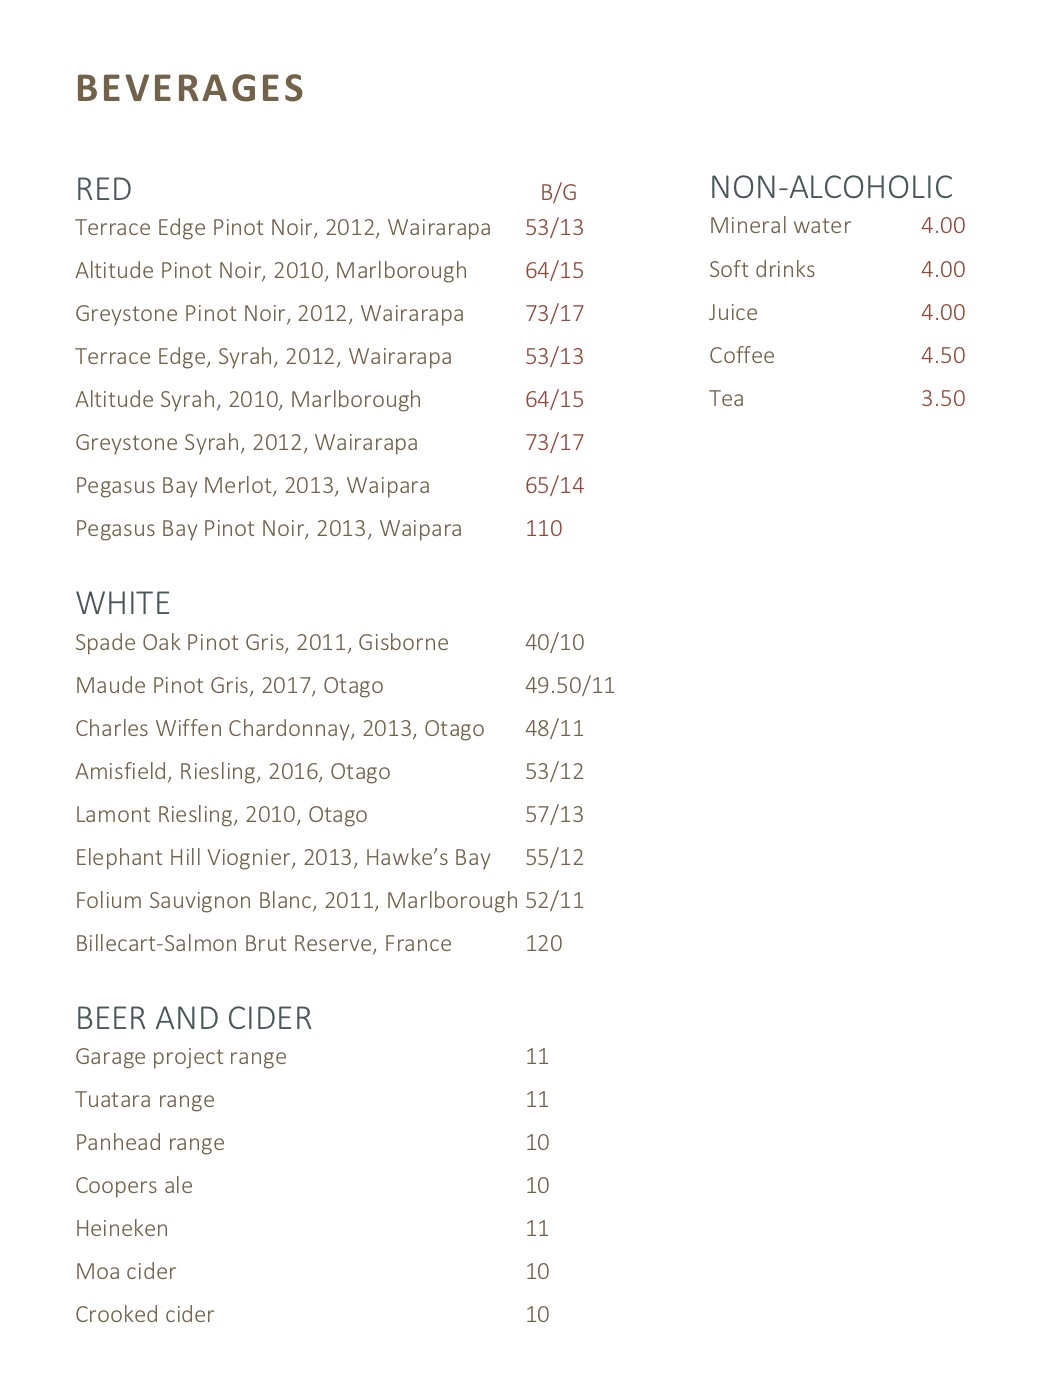 BEVERAGES
RED B/G
Terrace Edge Pinot Noir, 2012, Wairarapa 53/13
Altitude Pinot Noir, 2010, Marlborough 64/15
Greystone Pinot Noir, 2012, Wairarapa 73/17
Terrace Edge, Syrah, 2012, Wairarapa 53/13
Altitude Syrah, 2010, Marlborough 64/15
Greystone Syrah, 2012, Wairarapa 73/17
Pegasus Bay Merlot, 2013, Waipara 65/14
Pegasus Bay Pinot Noir, 2013, Waipara 110
WHITE
Spade Oak Pinot Gris, 2011, Gisborne 40/10
Maude Pinot Gris, 2017, Otago 49.50/11
Charles Wiffen Chardonnay, 2013, Otago 48/11
Amisfield, Riesling, 2016, Otago 53/12
Lamont Riesling, 2010, Otago 57/13
Elephant Hill Viognier, 2013, Hawke’s Bay 55/12
Folium Sauvignon Blanc, 2011, Marlborough 52/11
Billecart-Salmon Brut Reserve, France 120
BEER AND CIDER
Garage project range 11
Tuatara range 11
Panhead range 10
Coopers ale 10
Heineken 11
Moa cider 10
Crooked cider 10
NON-ALCOHOLIC
Mineral water 4.00
Soft drinks 4.00
Juice 4.00
Coffee 4.50
Tea 3.50